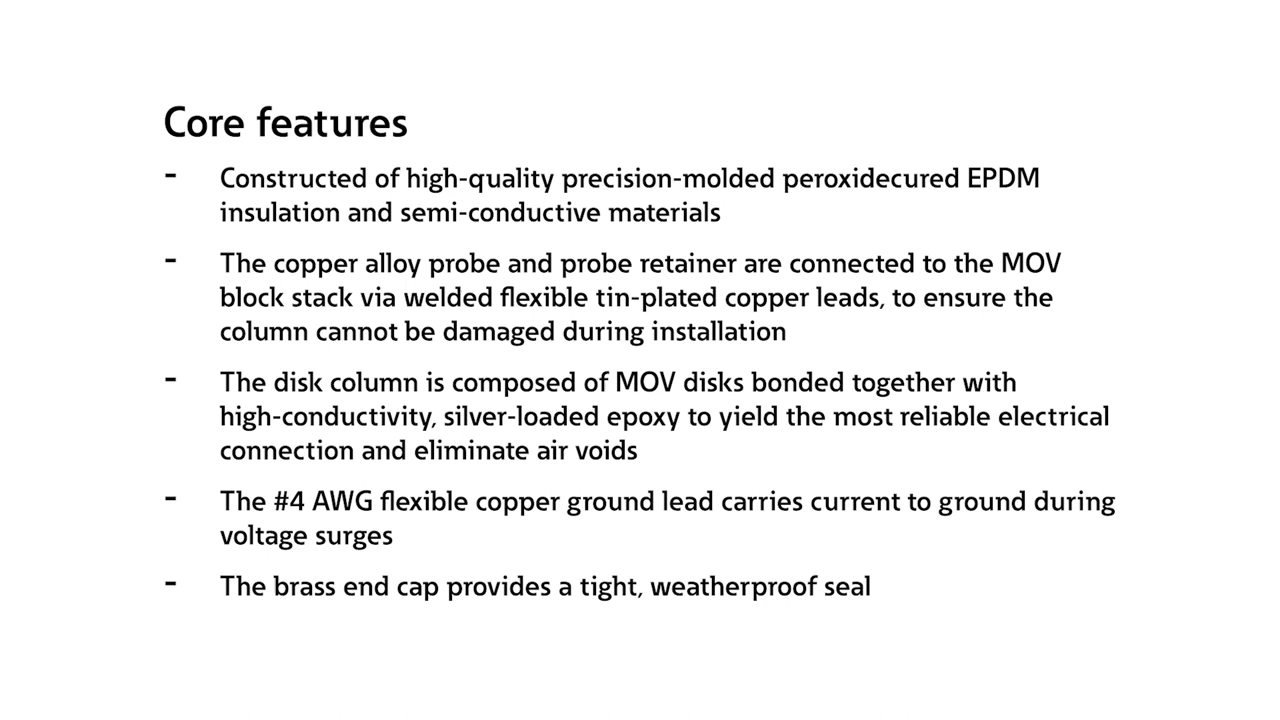 Core features
- Constructed of high-quality precision-molded peroxidecured EPDM
insulation and semi-conductive materials
- The copper alloy probe and probe retainer are connected to the MOV
block stack via welded flexible tin-plated copper leads, to ensure the
column cannot be damaged during installation
- The disk column is composed of MOV disks bonded together with
high-conductivity, silver-loaded epoxy to yield the most reliable electrical
connection and eliminate air voids
- The #4 AWG flexible copper ground lead carries current to ground during
voltage surges
- The brass end cap provides a tight, weatherproof seal